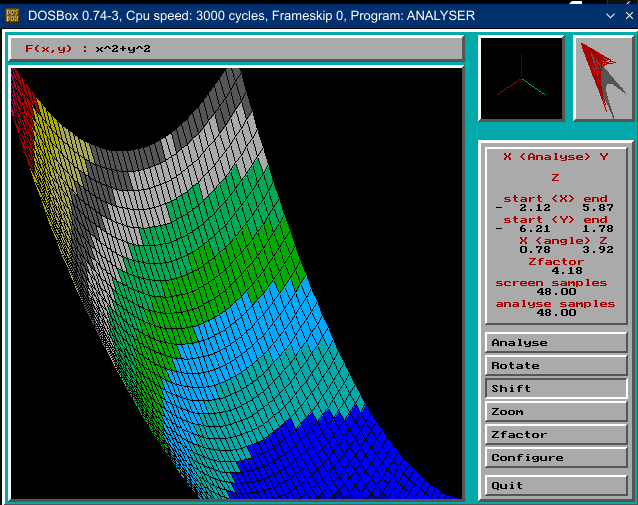 DOS BOX DOSBox 0.74-3, Cpu speed: 3000 cycles, Frameskip 0, Program: ANALYSER
F(x,y) : x^2+y^2
X <Analyse> Y
Z
start <X> end
- 2.12 5.87
start <Y> end
- 6.21 1.78
X <angle> Z
0.78 3.92
Zfactor
4.18
screen samples
48.00
analyse samples
48.00
Analyse
Rotate
Shift
Zoom
Zfactor
Configure
Quit